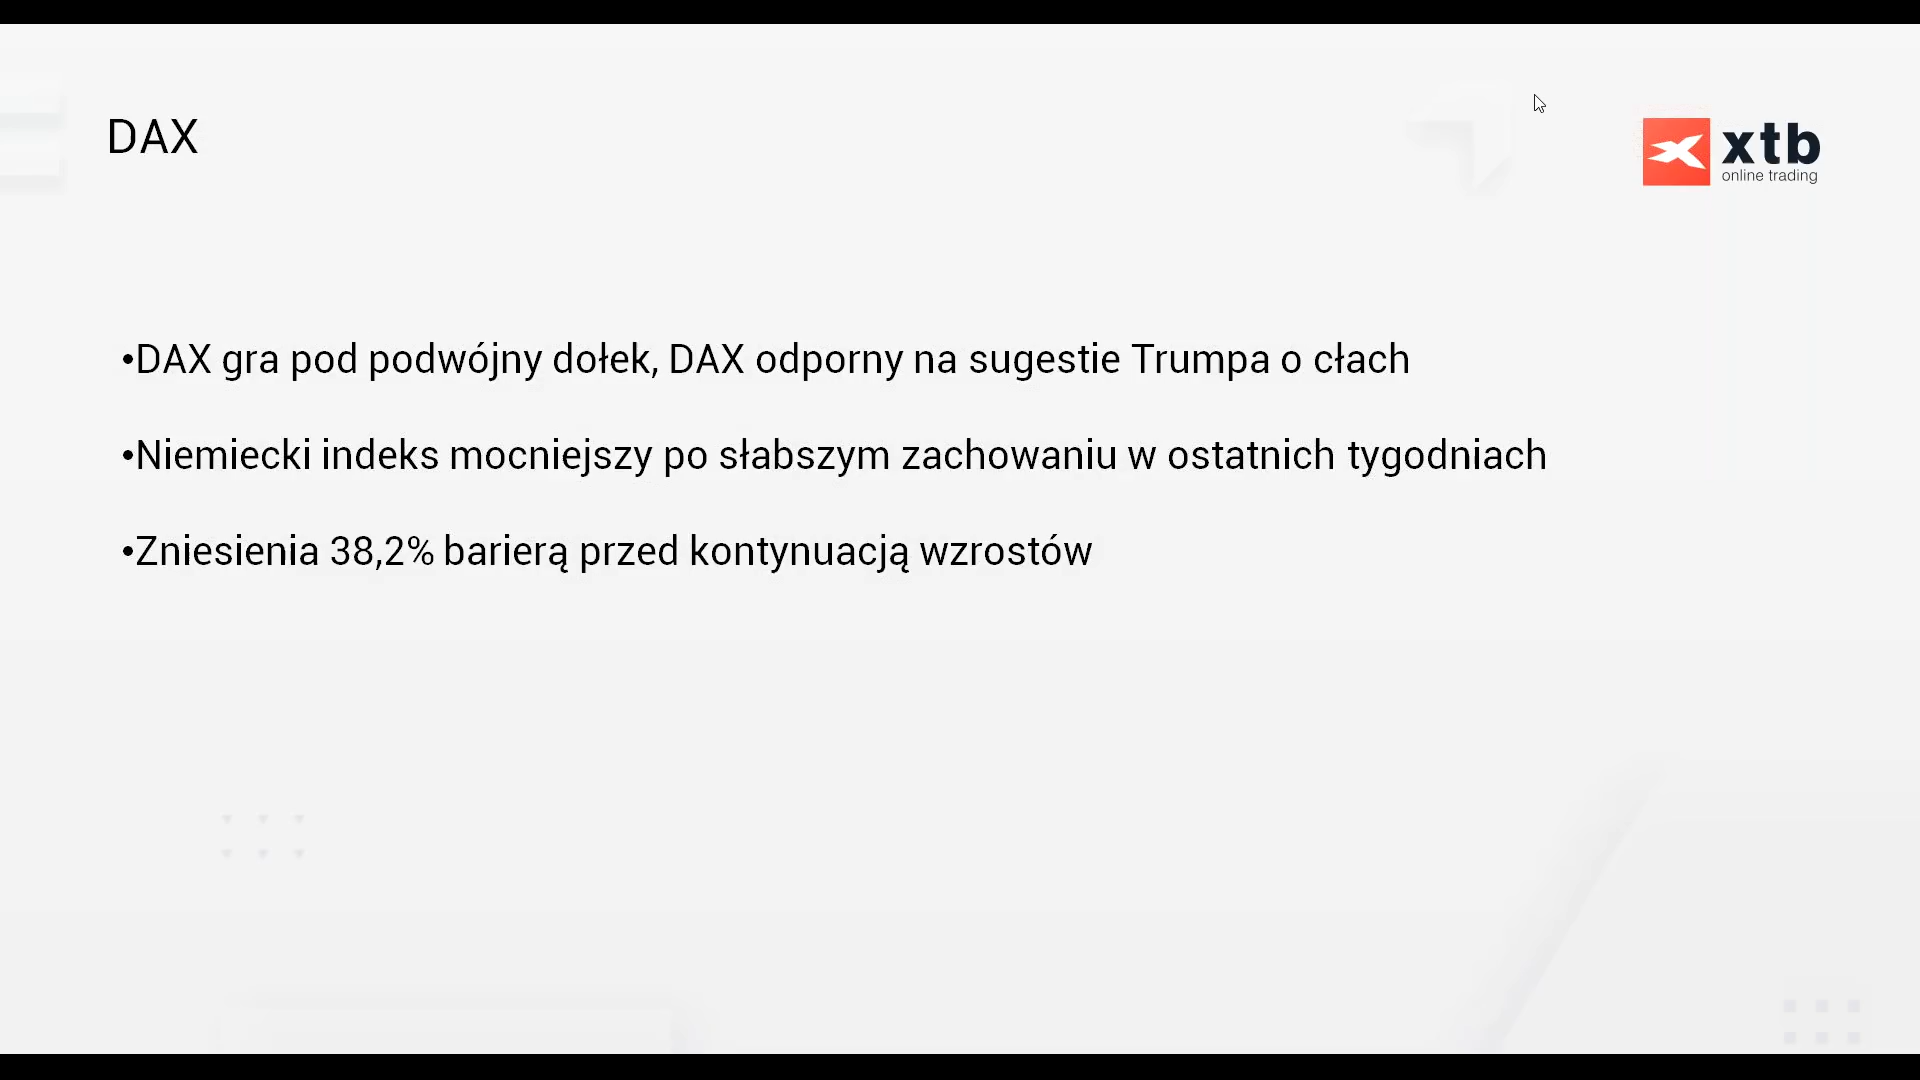 DAX
xtb
online trading
•DAX gra pod podwójny dołek, DAX odporny na sugestie Trumpa o cłach
•Niemiecki indeks mocniejszy po słabszym zachowaniu w ostatnich tygodniach
•Zniesienia 38,2% barierą przed kontynuacją wzrostów